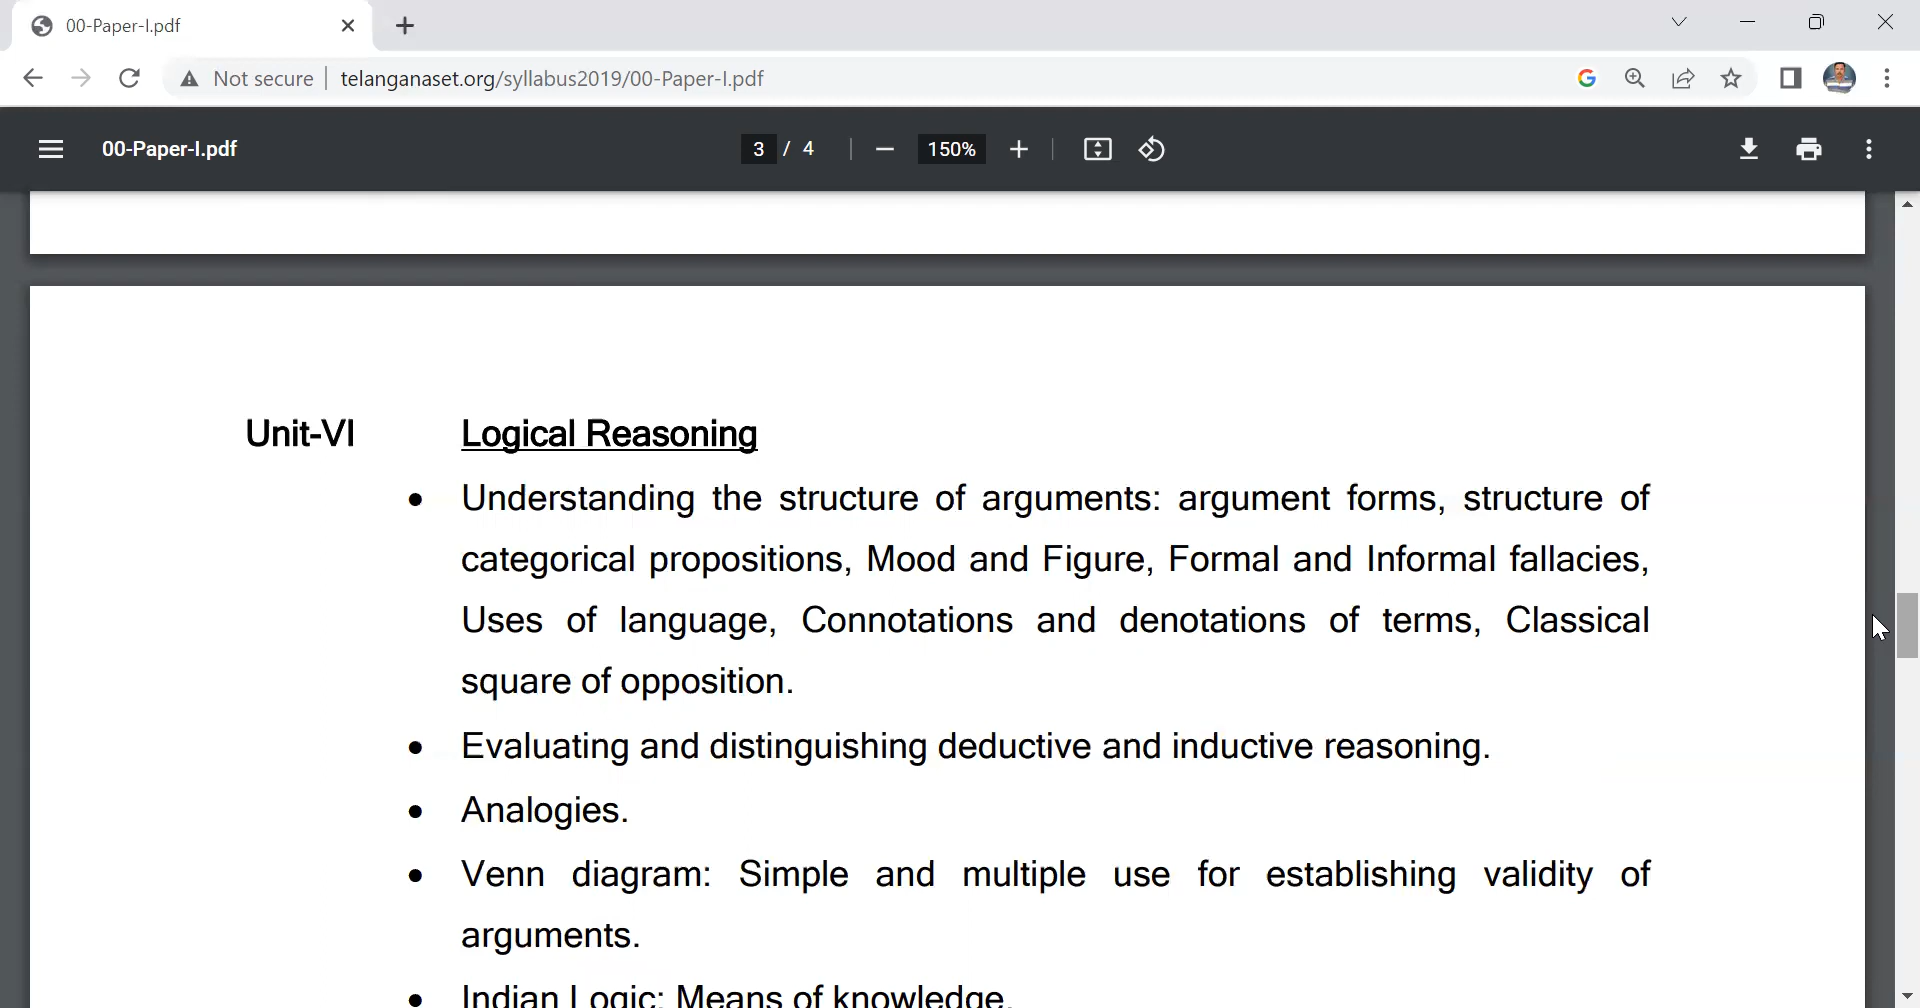 00-Paper-I.pdf
Not secure telanganaset.org/syllabus2019/00-Paper-I.pdf
00-Paper-I.pdf 3 / 4 150%
Unit-VI Logical Reasoning
• Understanding the structure of arguments: argument forms, structure of
categorical propositions, Mood and Figure, Formal and Informal fallacies,
Uses of language, Connotations and denotations of terms, Classical
square of opposition.
• Evaluating and distinguishing deductive and inductive reasoning.
• Analogies.
• Venn diagram: Simple and multiple use for establishing validity of
arguments.
• Indian Logic: Means of knowledge.